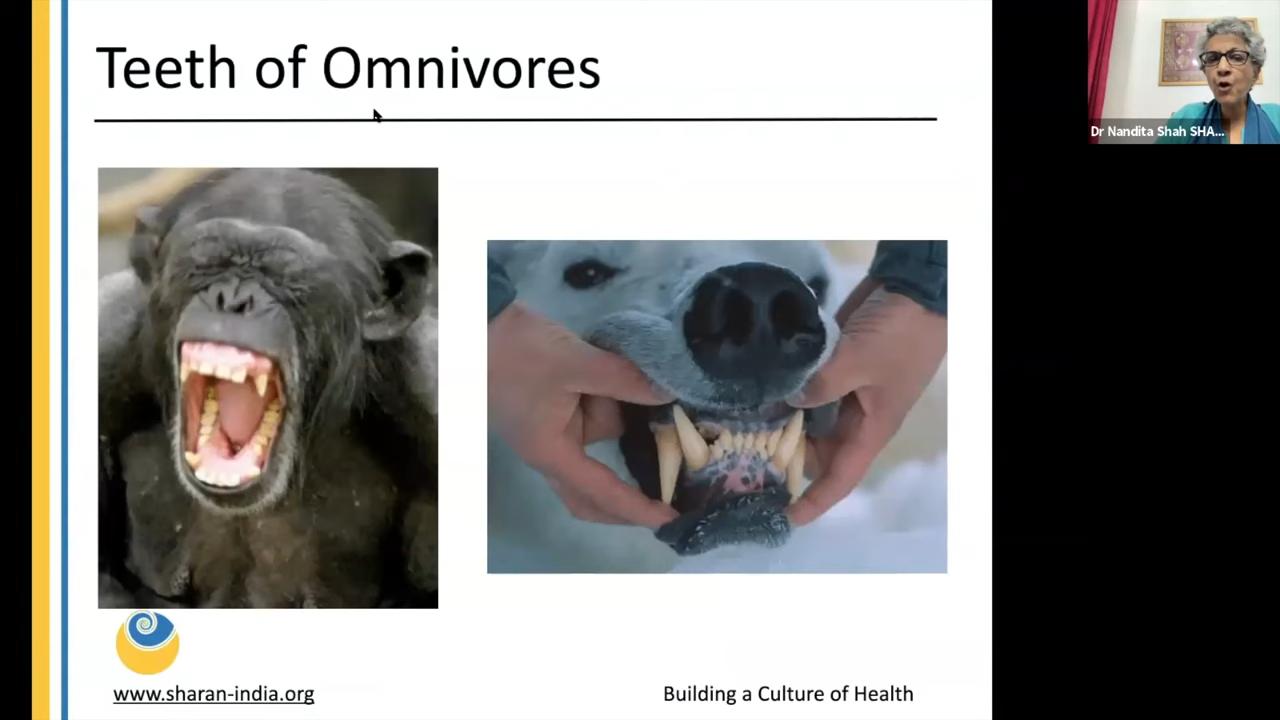 Teeth of Omnivores
Dr Nandita Shah SHA...
www.sharan-india.org
Building a Culture of Health